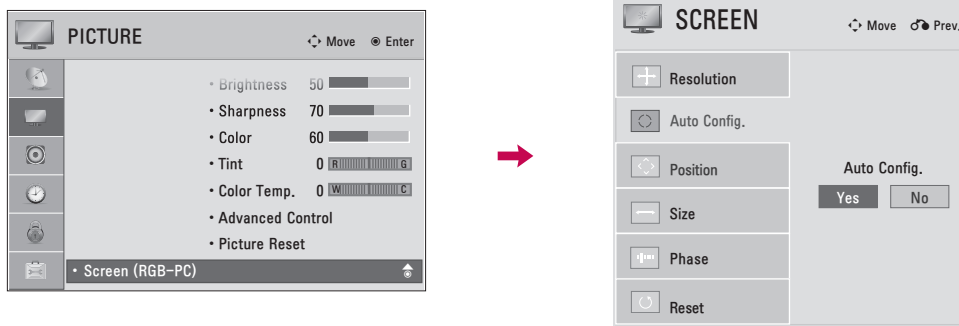 PICTURE
Move Enter
• Brightness 50
• Sharpness 70
• Color 60
• Tint 0 R G
• Color Temp. 0 W C
• Advanced Control
• Picture Reset
• Screen (RGB-PC)
SCREEN
Move Prev.
Resolution
Auto Config.
Position
Size
Phase
Reset
Auto Config.
Yes No